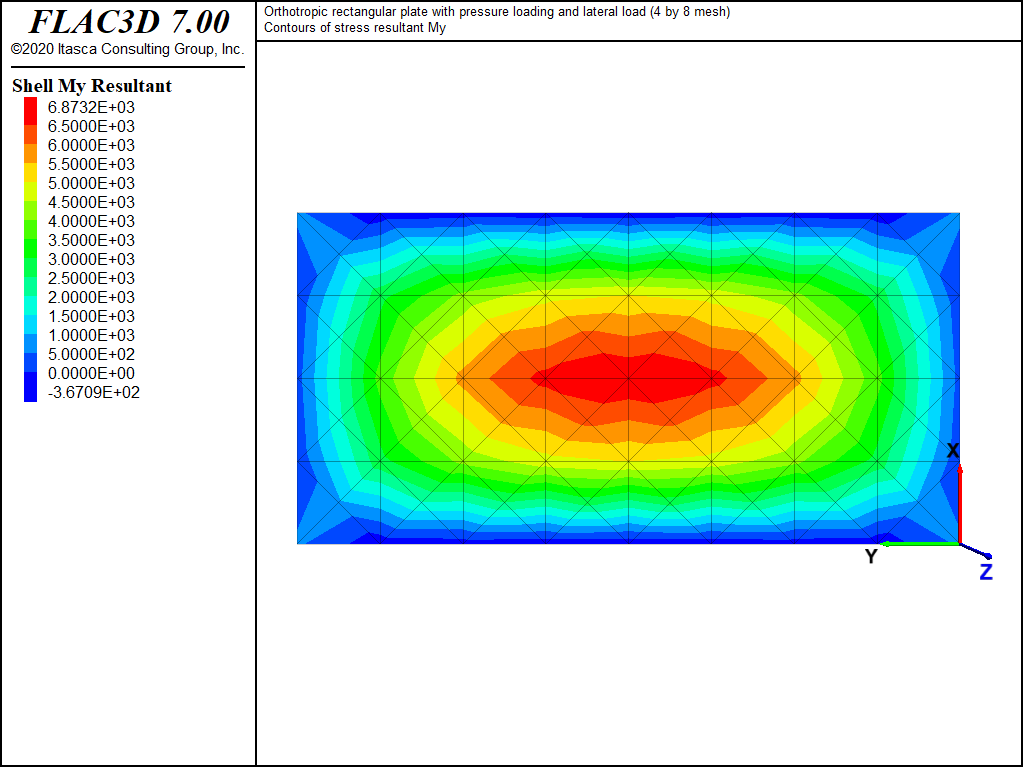 FLAC3D 7.00
©2020 Itasca Consulting Group, Inc.
Orthotropic rectangular plate with pressure loading and lateral load (4 by 8 mesh)
Contours of stress resultant My
Shell My Resultant
6.8732E+03
6.5000E+03
6.0000E+03
5.5000E+03
5.0000E+03
4.5000E+03
4.0000E+03
3.5000E+03
3.0000E+03
2.5000E+03
2.0000E+03
1.5000E+03
1.0000E+03
5.0000E+02
0.0000E+00
-3.6709E+02
X
Y
Z